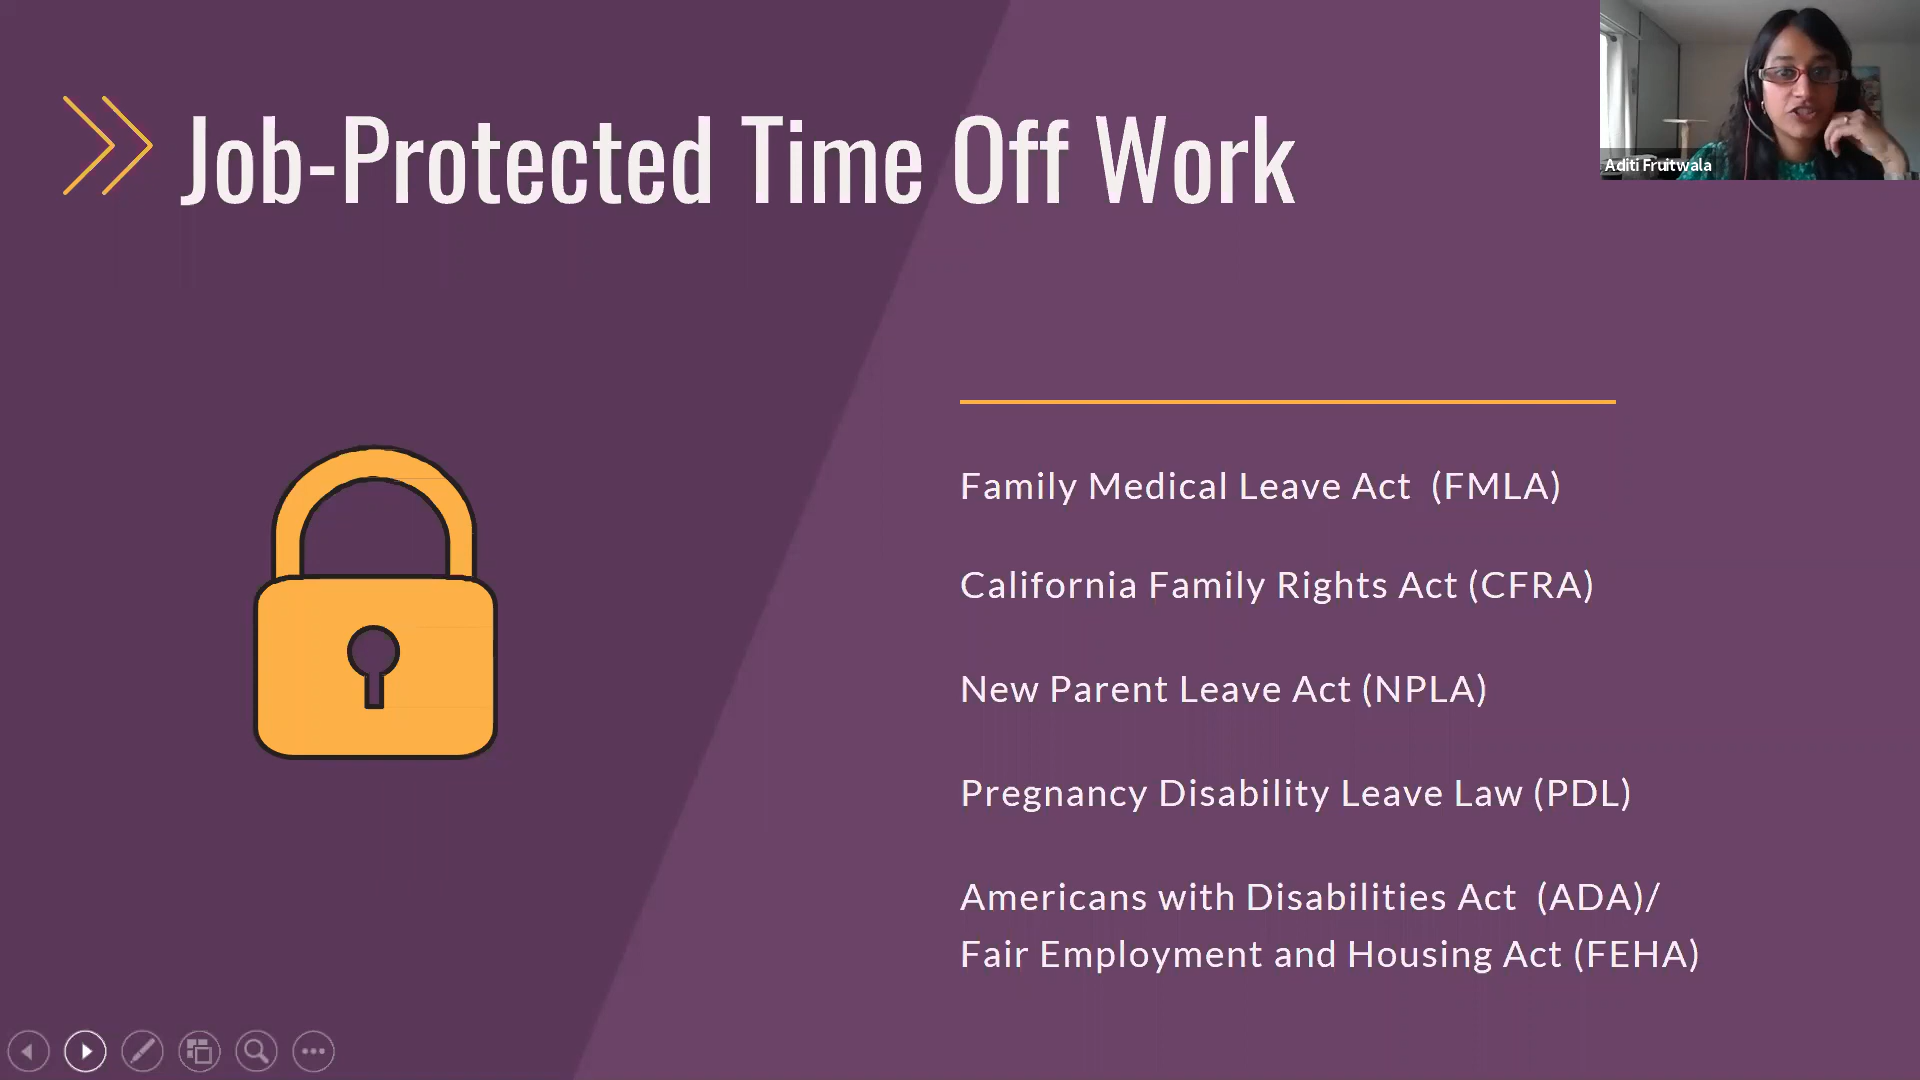 Job-Protected Time Off Work
Aditi Fruitwala
Family Medical Leave Act (FMLA)
California Family Rights Act (CFRA)
New Parent Leave Act (NPLA)
Pregnancy Disability Leave Law (PDL)
Americans with Disabilities Act (ADA)/
Fair Employment and Housing Act (FEHA)